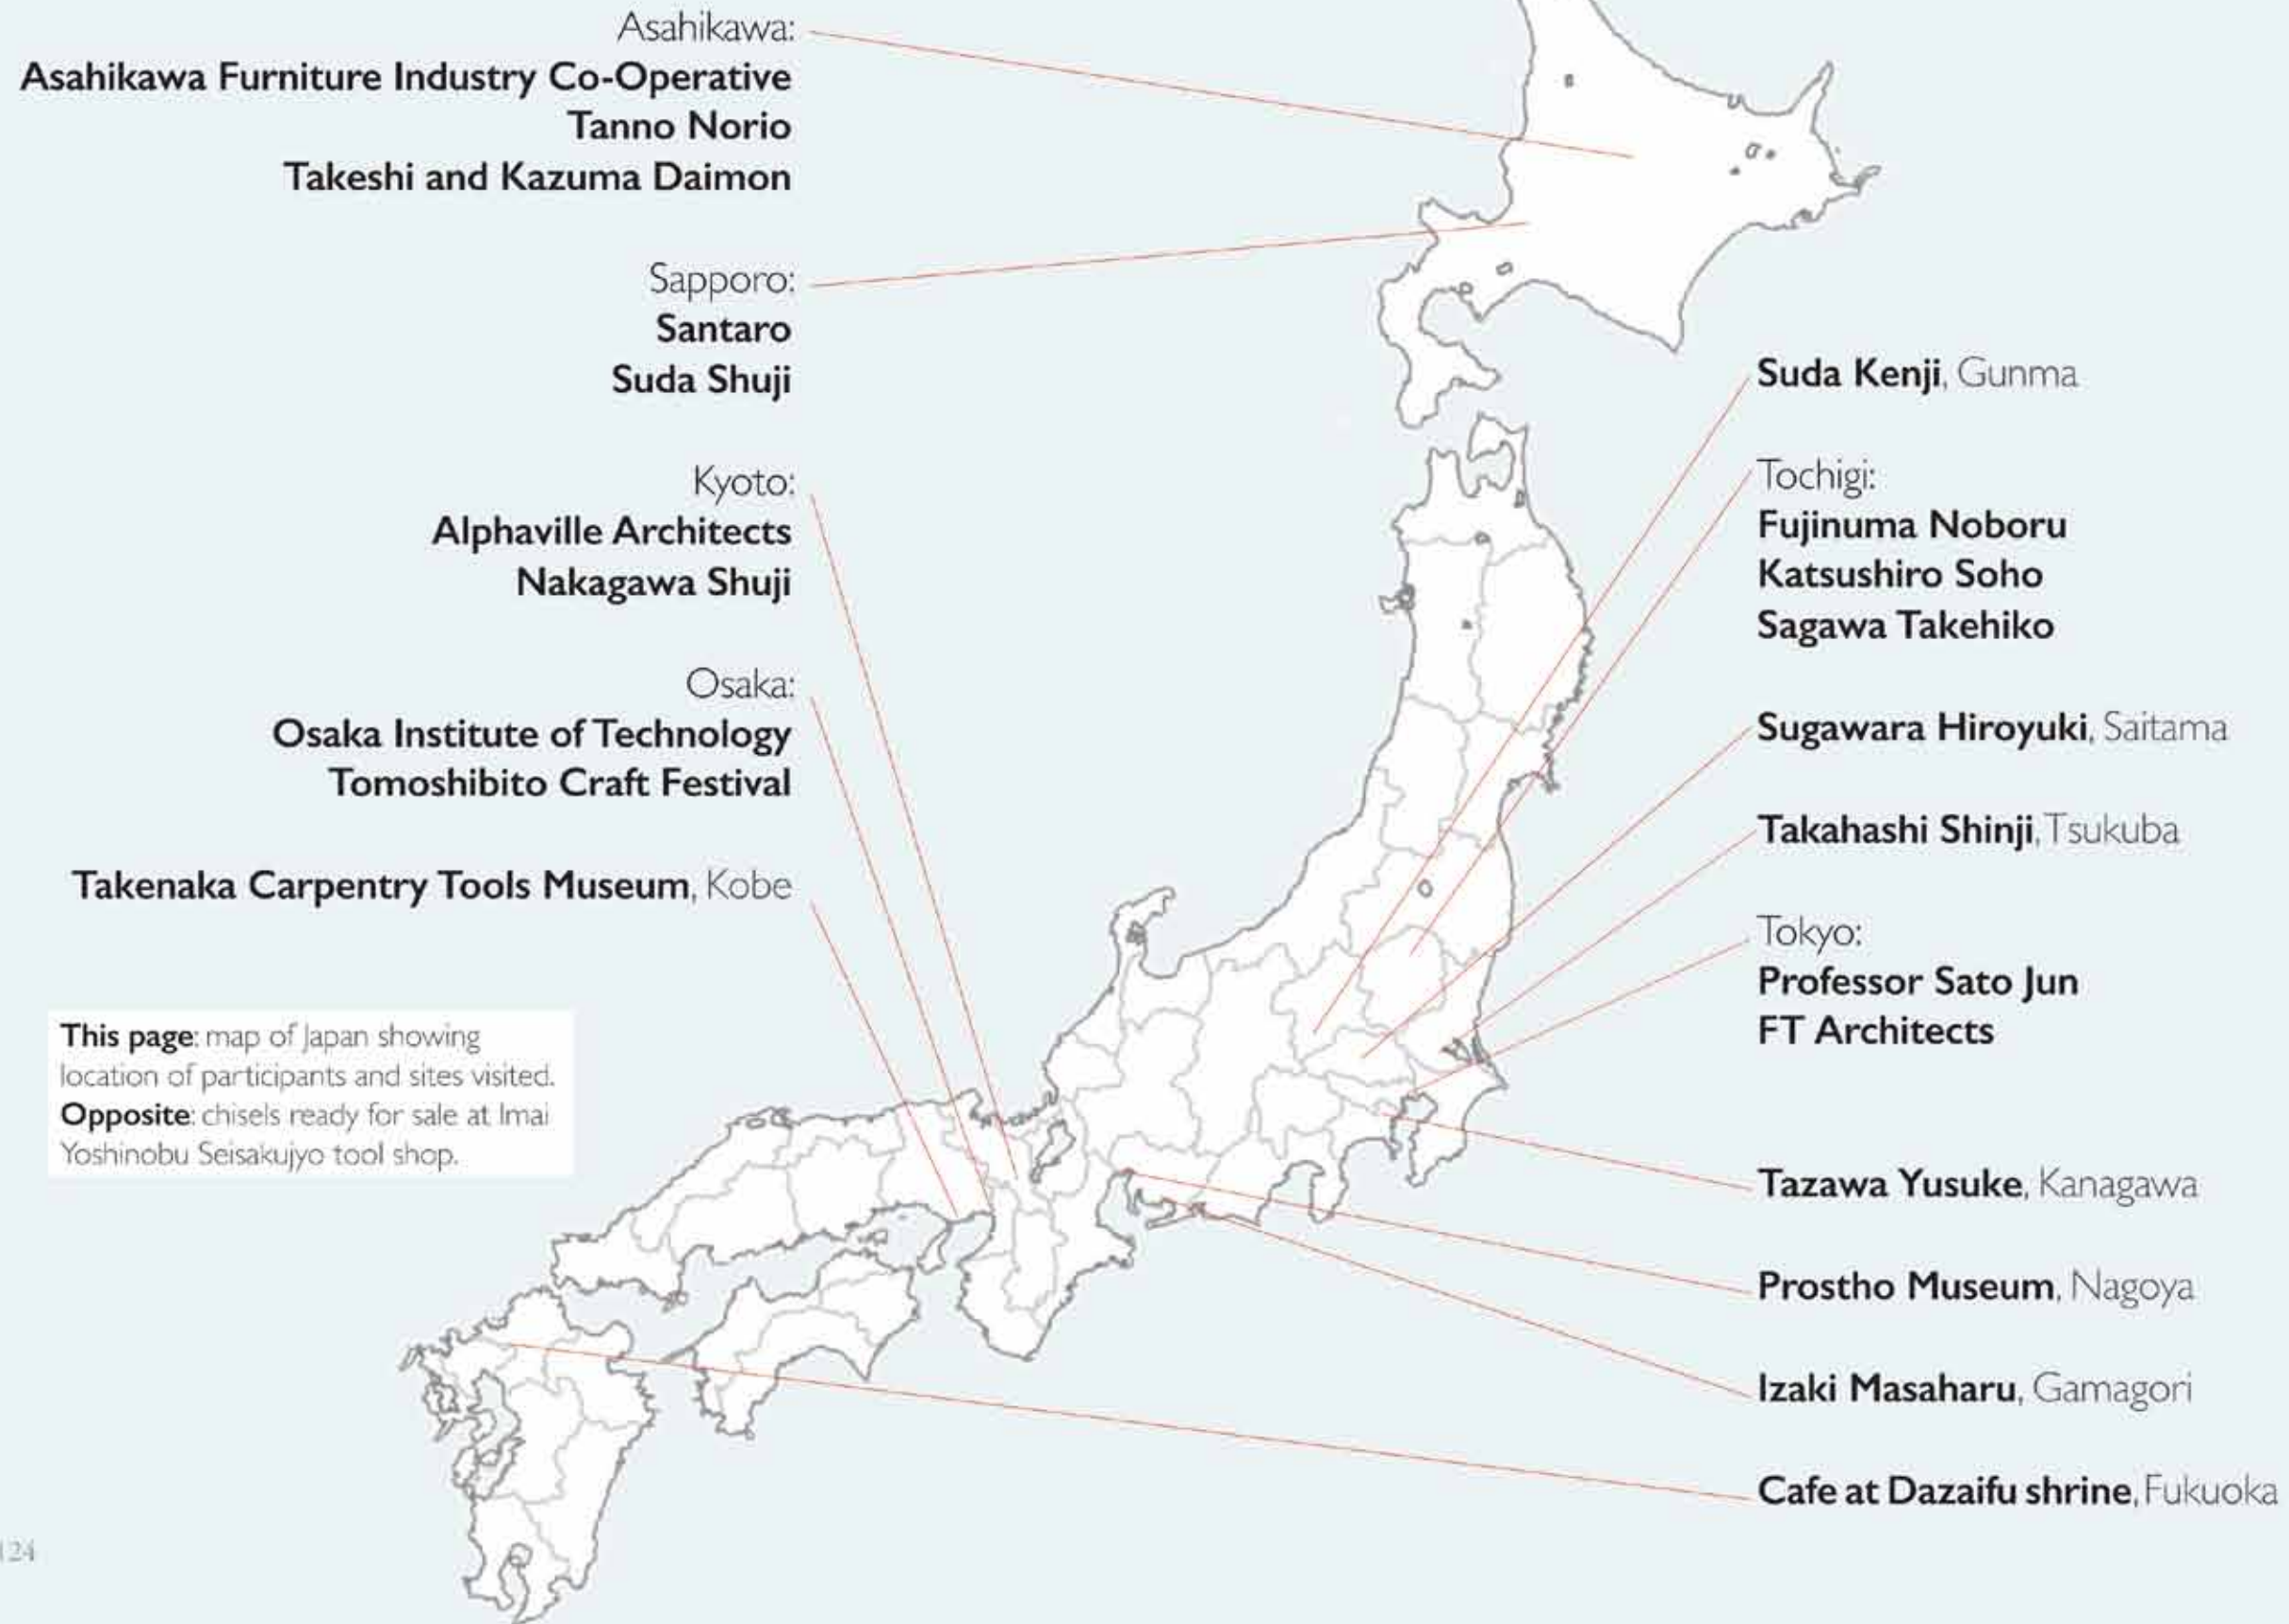 Asahikawa:
Asahikawa Furniture Industry Co-Operative
Tanno Norio
Takeshi and Kazuma Daimon
Sapporo:
Santaro
Suda Shuji
Kyoto:
Alphaville Architects
Nakagawa Shuji
Osaka:
Osaka Institute of Technology
Tomoshibito Craft Festival
Takenaka Carpentry Tools Museum, Kobe
This page: map of Japan showing
location of participants and sites visited.
Opposite: chisels ready for sale at Imai
Yoshinobu Seisakujyo tool shop.
Suda Kenji, Gunma
Tochigi:
Fujinuma Noboru
Katsushiro Soho
Sagawa Takehiko
Sugawara Hiroyuki, Saitama
Takahashi Shinji, Tsukuba
Tokyo:
Professor Sato Jun
FT Architects
Tazawa Yusuke, Kanagawa
Prostho Museum, Nagoya
Izaki Masaharu, Gamagori
Cafe at Dazaifu shrine, Fukuoka
124